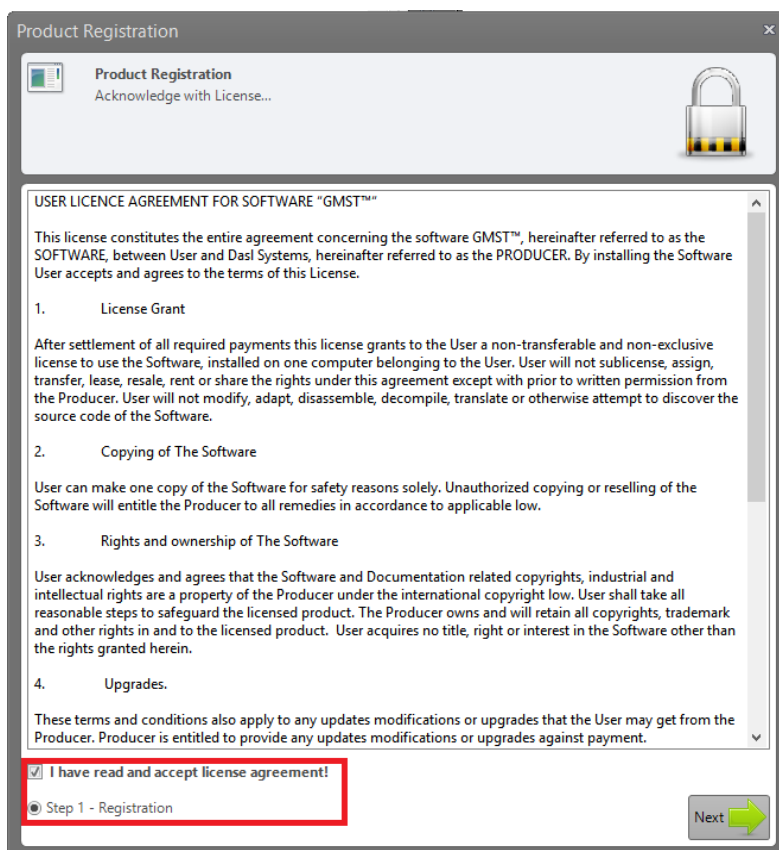 Product Registration
Product Registration
Acknowledge with License...
USER LICENCE AGREEMENT FOR SOFTWARE “GMST™“
This license constitutes the entire agreement concerning the software GMST™, hereinafter referred to as the
SOFTWARE, between User and Dasl Systems, hereinafter referred to as the PRODUCER. By installing the Software
User accepts and agrees to the terms of this License.
1. License Grant
After settlement of all required payments this license grants to the User a non-transferable and non-exclusive
license to use the Software, installed on one computer belonging to the User. User will not sublicense, assign,
transfer, lease, resale, rent or share the rights under this agreement except with prior to written permission from
the Producer. User will not modify, adapt, disassemble, decompile, translate or otherwise attempt to discover the
source code of the Software.
2. Copying of The Software
User can make one copy of the Software for safety reasons solely. Unauthorized copying or reselling of the
Software will entitle the Producer to all remedies in accordance to applicable low.
3. Rights and ownership of The Software
User acknowledges and agrees that the Software and Documentation related copyrights, industrial and
intellectual rights are a property of the Producer under the international copyright low. User shall take all
reasonable steps to safeguard the licensed product. The Producer owns and will retain all copyrights, trademark
and other rights in and to the licensed product. User acquires no title, right or interest in the Software other than
the rights granted herein.
4. Upgrades.
These terms and conditions also apply to any updates modifications or upgrades that the User may get from the
Producer. Producer is entitled to provide any updates modifications or upgrades against payment.
I have read and accept license agreement!
Step 1 - Registration
Next